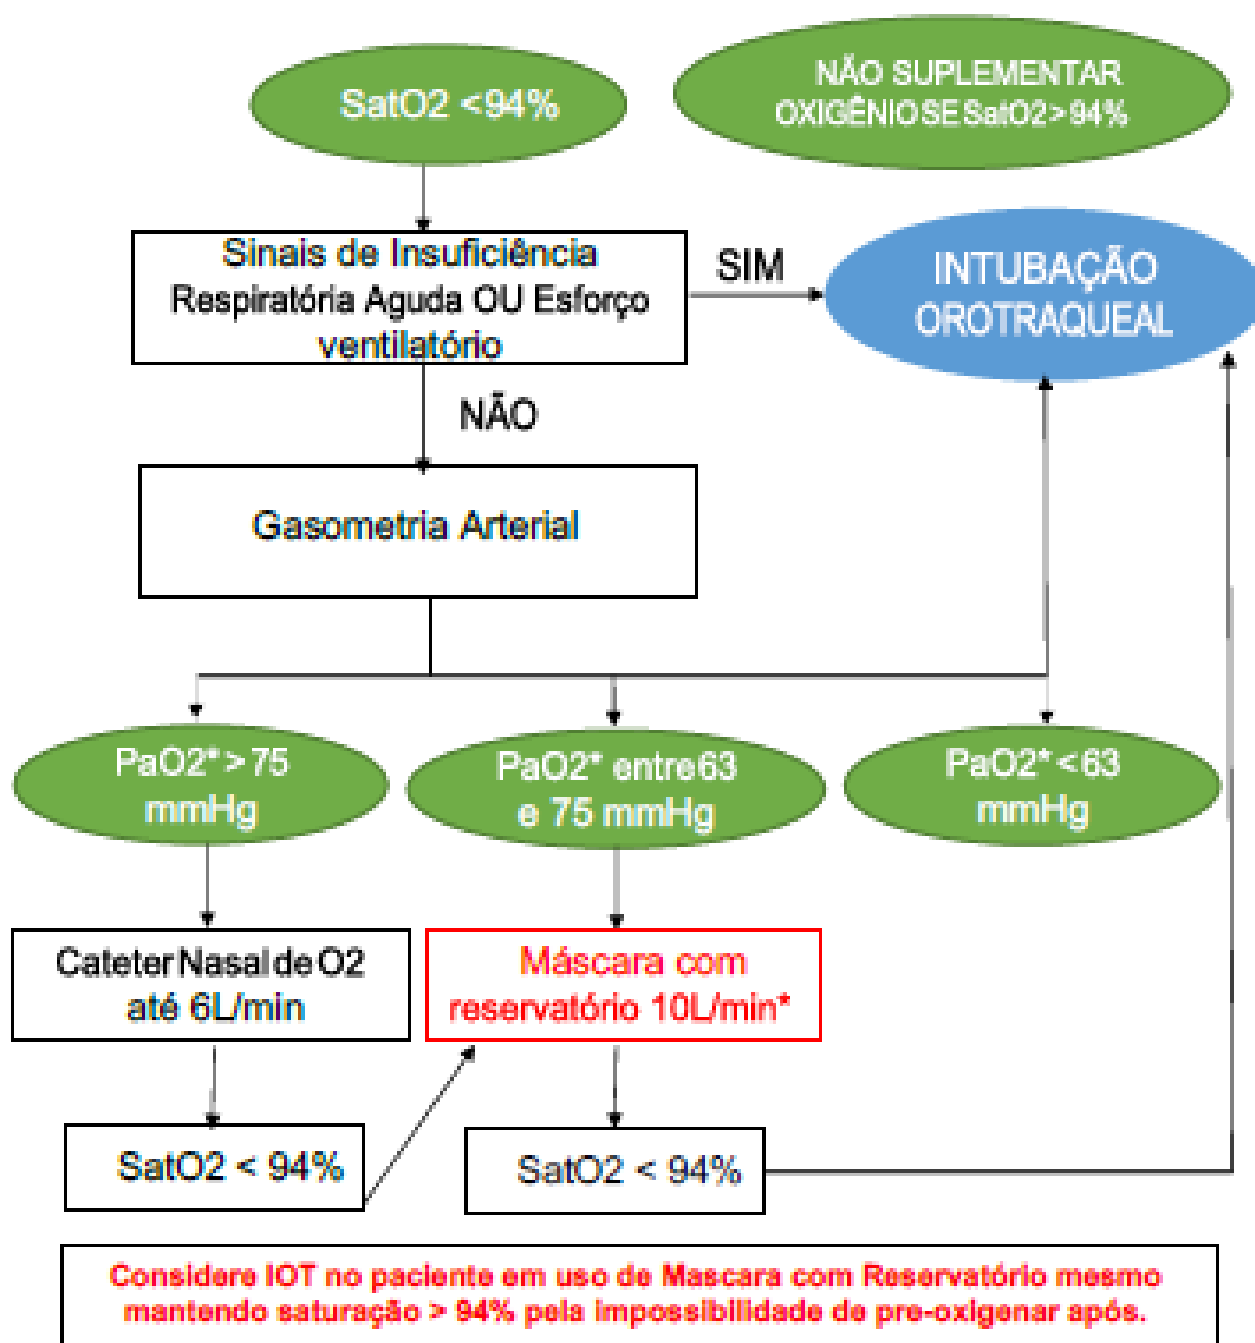 SatO2 <94%
NÃO SUPLEMENTAR
OXIGÊNIO SE SatO2 > 94%
Sinais de Insuficiência
Respiratória Aguda OU Esforço
ventilatório
SIM
INTUBAÇÃO
OROTRAQUEAL
NÃO
Gasometria Arterial
PaO2* > 75
mmHg
PaO2* entre 63
e 75 mmHg
PaO2* < 63
mmHg
Cateter Nasal de O2
até 6L/min
Máscara com
reservatório 10L/min*
SatO2 < 94%
SatO2 < 94%
Considere IOT no paciente em uso de Mascara com Reservatório mesmo
mantendo saturação > 94% pela impossibilidade de pre-oxigenar após.